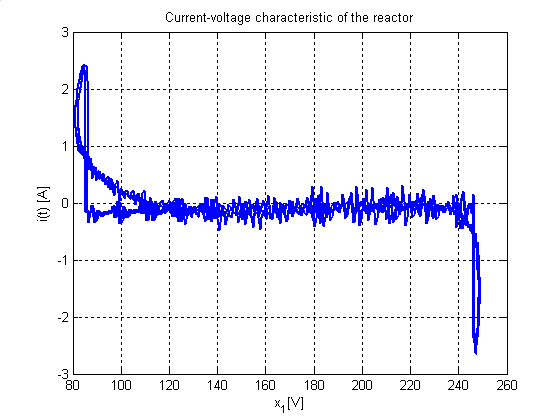 Current-voltage characteristic of the reactor
3
2
1
0
-1
-2
-3
i(t) [A]
80 100 120 140 160 180 200 220 240 260
x1[V]